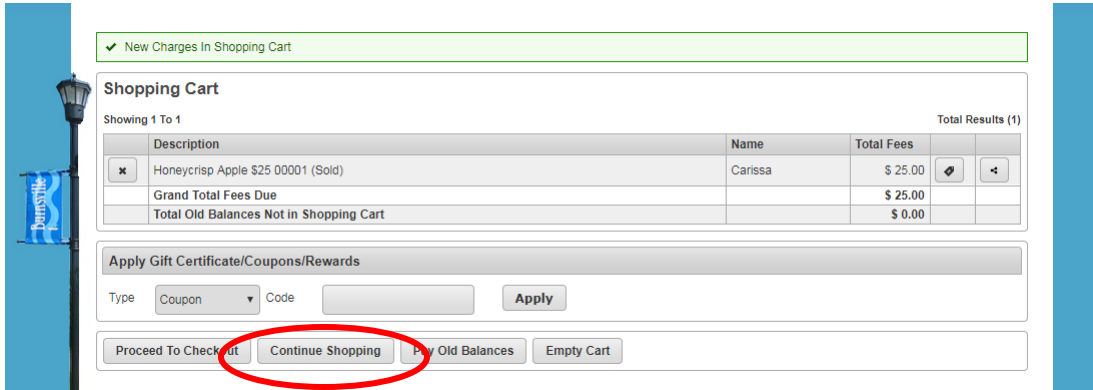 New Charges In Shopping Cart
Shopping Cart
Showing 1 To 1 Total Results (1)
Description Name Total Fees
Honeycrisp Apple $25 00001 (Sold) Carissa $ 25.00
Grand Total Fees Due $ 25.00
Total Old Balances Not in Shopping Cart $ 0.00
Burnsville
Apply Gift Certificate/Coupons/Rewards
Type Coupon Code Apply
Proceed To Checkout Continue Shopping Pay Old Balances Empty Cart